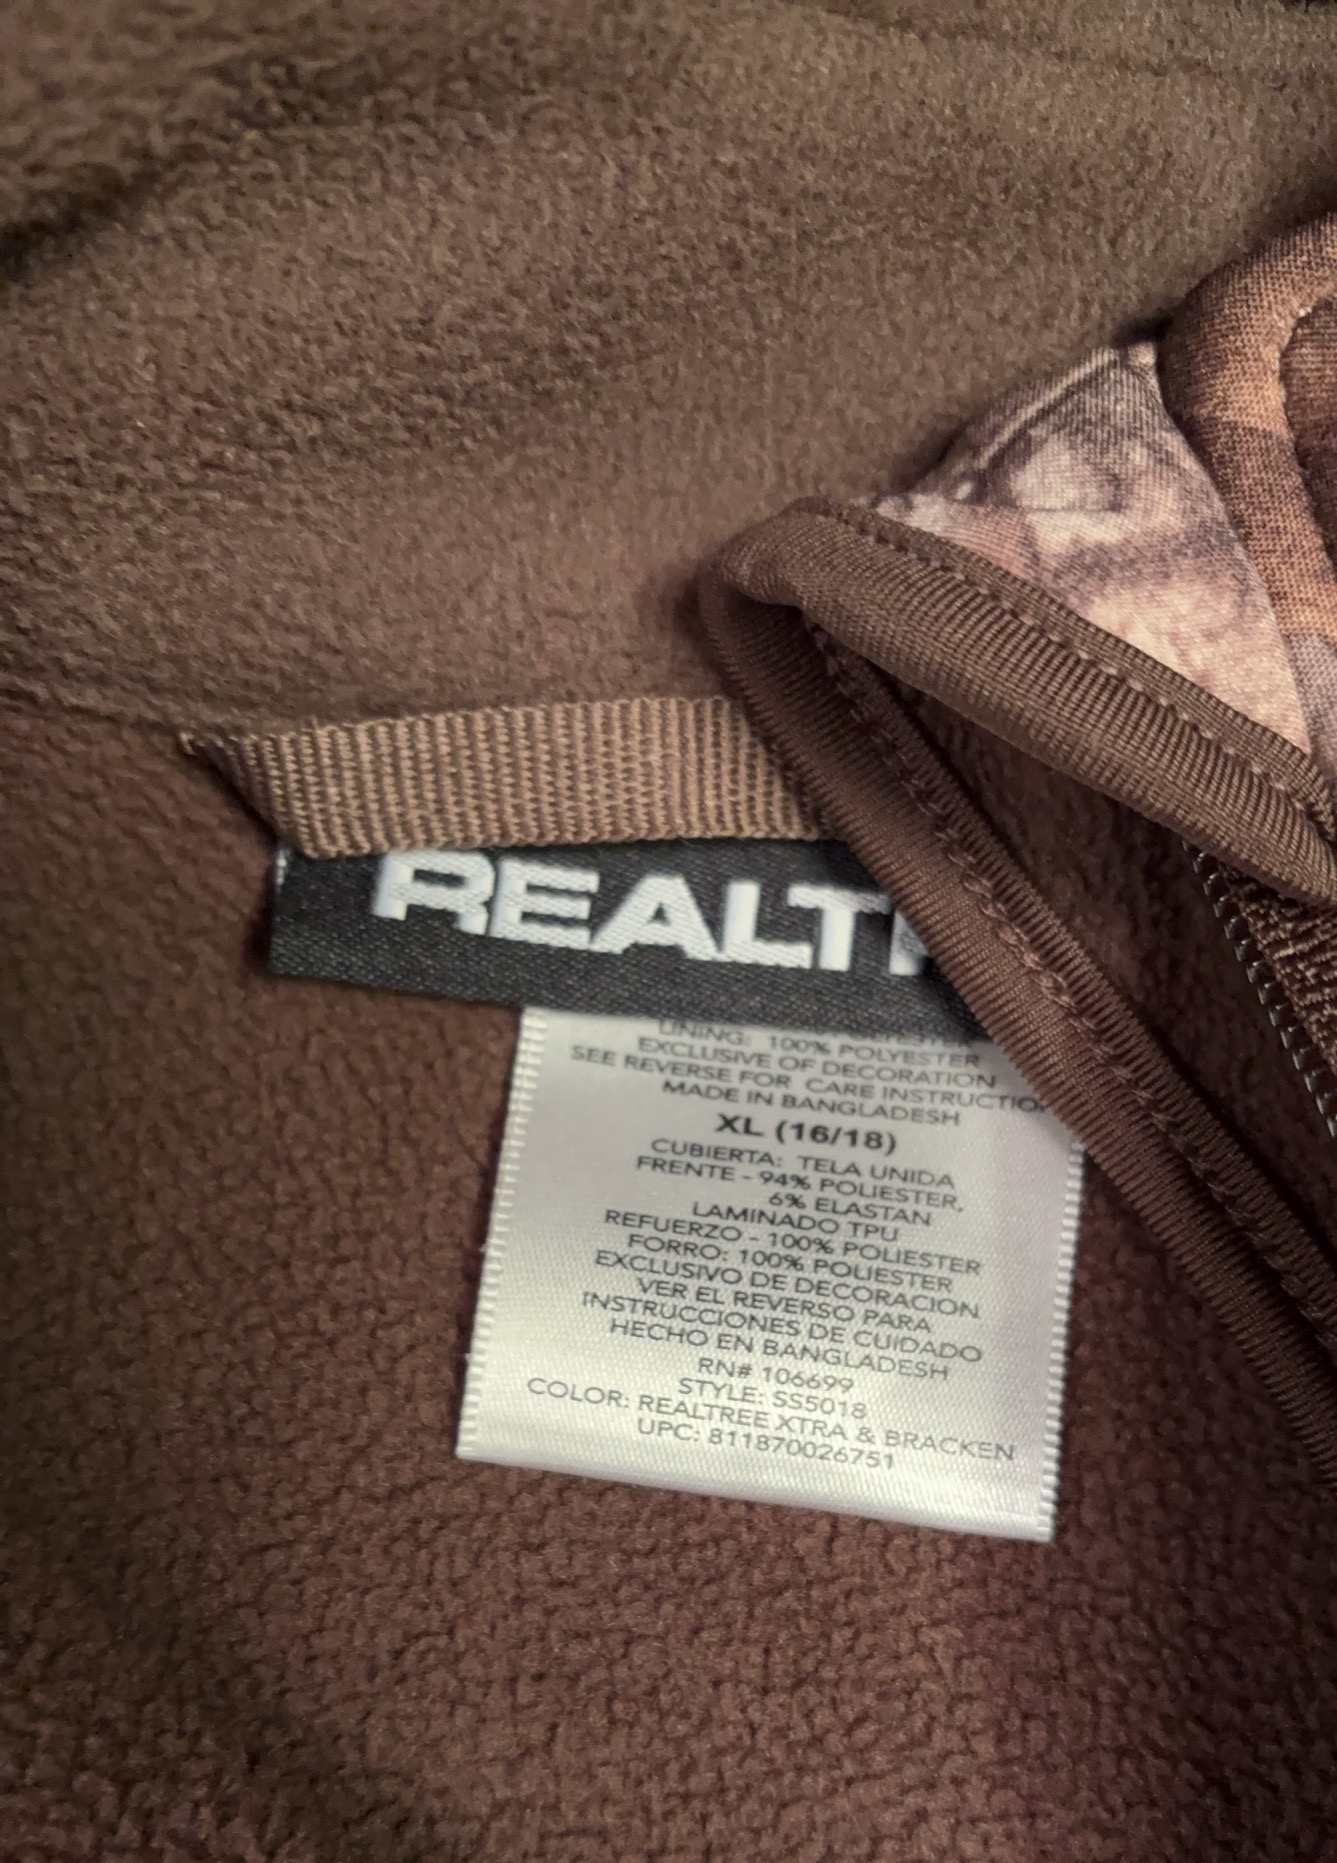 REALT
LINING: 100% POLYESTER
EXCLUSIVE OF DECORATION
SEE REVERSE FOR CARE INSTRUCTIO
MADE IN BANGLADESH
XL (16/18)
CUBIERTA: TELA UNIDA
FRENTE - 94% POLIESTER,
6% ELASTAN
LAMINADO TPU
REFUERZO - 100% POLIESTER
FORRO: 100% POLIESTER
EXCLUSIVO DE DECORACION
VER EL REVERSO PARA
INSTRUCCIONES DE CUIDADO
HECHO EN BANGLADESH
RN# 106699
STYLE: SS5018
COLOR: REALTREE XTRA & BRACKEN
UPC: 811870026751